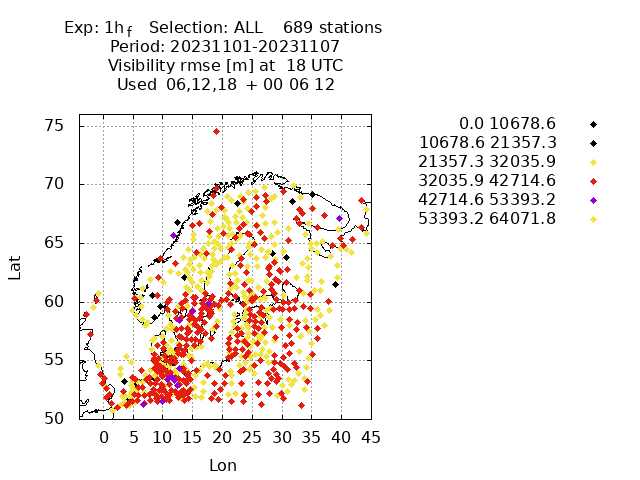 Exp: 1h_f   Selection: ALL    689 stations
Period: 20231101-20231107
Visibility rmse [m] at  18 UTC
Used  06,12,18  + 00 06 12
0.0 10678.6
10678.6 21357.3
21357.3 32035.9
32035.9 42714.6
42714.6 53393.2
53393.2 64071.8
75
70
65
60
55
50
Lat
0 5 10 15 20 25 30 35 40 45
Lon